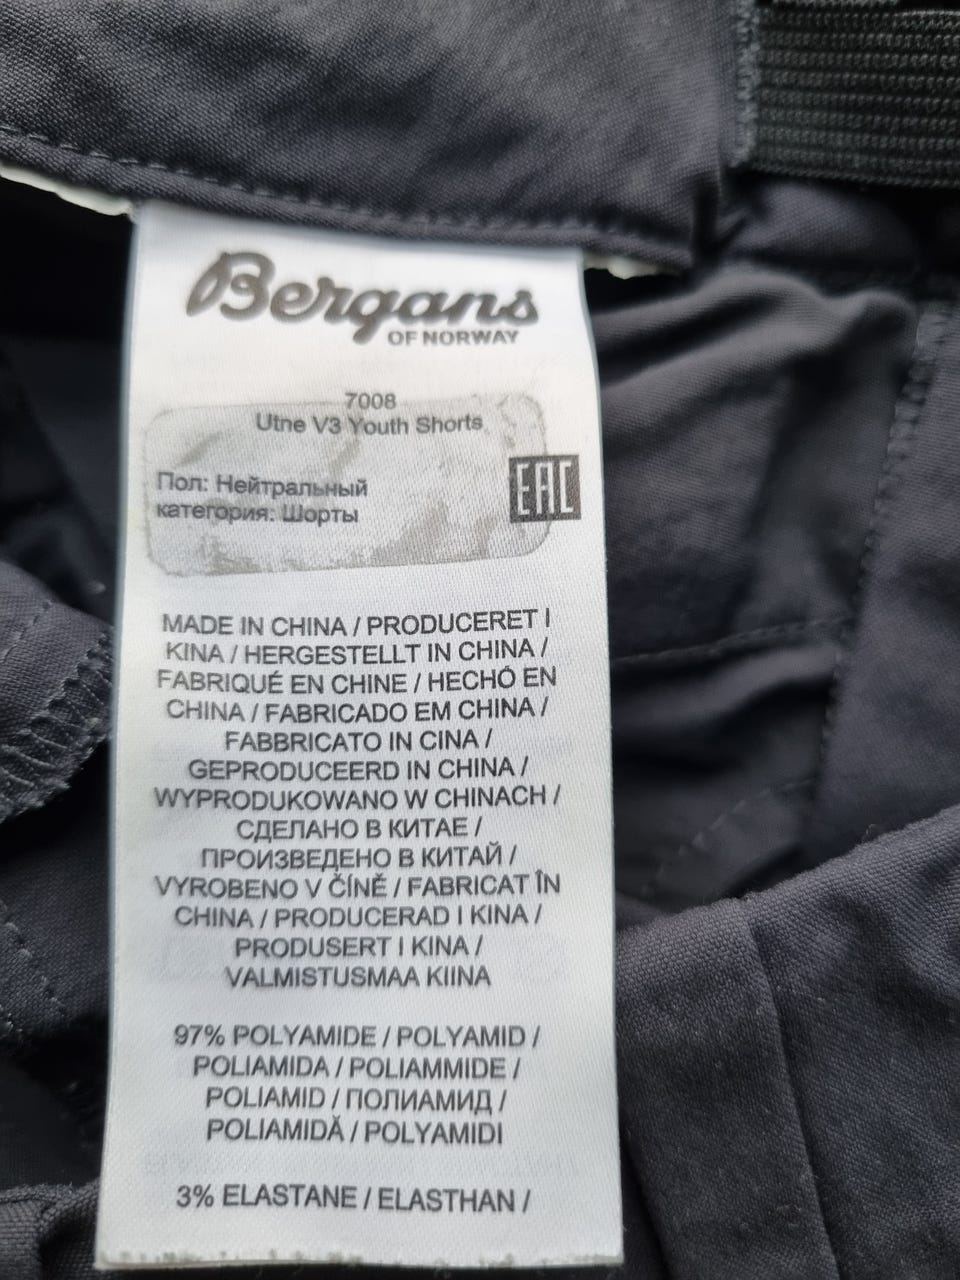 Bergans
OF NORWAY
7008
Utne V3 Youth Shorts
Пол: Нейтральный
категория: Шорты
EAC
MADE IN CHINA / PRODUCERET I
KINA / HERGESTELLT IN CHINA /
FABRIQUÉ EN CHINE / HECHÓ EN
CHINA / FABRICADO EM CHINA /
FABBRICATO IN CINA /
GEPRODUCEERD IN CHINA /
WYPRODUKOWANO W CHINACH /
СДЕЛАНО В КИТАЕ /
ПРОИЗВЕДЕНО В КИТАЙ /
VYROBENO V ČÍNĚ / FABRICAT ÎN
CHINA / PRODUCERAD I KINA /
PRODUSERT I KINA /
VALMISTUSMAA KIINA
97% POLYAMIDE / POLYAMID /
POLIAMIDA / POLIAMMIDE /
POLIAMID / ПОЛИАМИД /
POLIAMIDĂ / POLYAMIDI
3% ELASTANE / ELASTHAN /